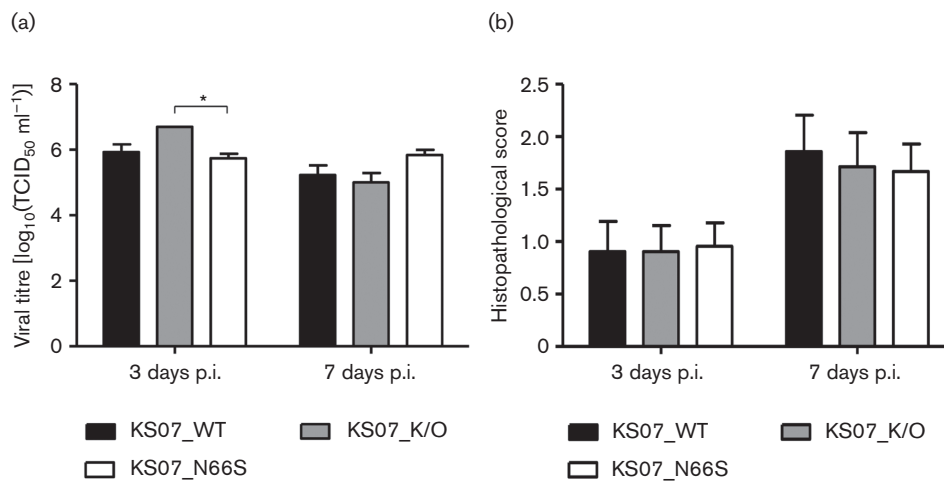 (a)
Viral titre [log10(TCID50 ml−1)]
8
6
4
2
0
*
3 days p.i.
7 days p.i.
KS07_WT
KS07_K/O
KS07_N66S
(b)
Histopathological score
2.5
2.0
1.5
1.0
0.5
0
3 days p.i.
7 days p.i.
KS07_WT
KS07_K/O
KS07_N66S